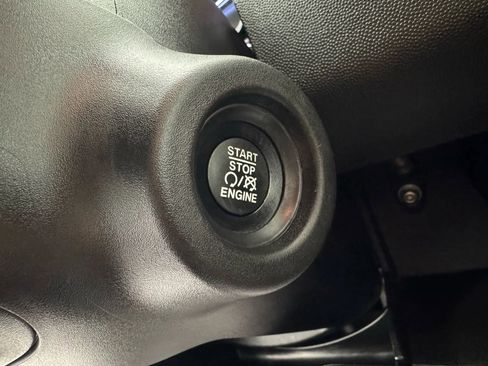 START
STOP
/
ENGINE